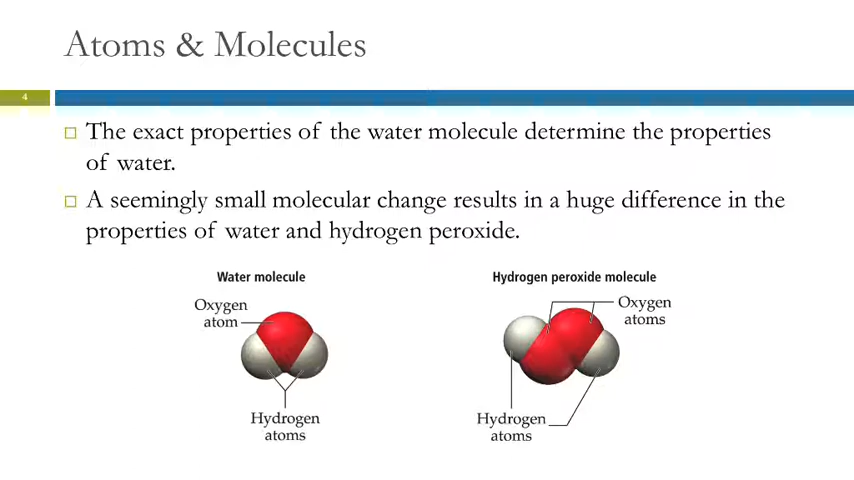 Atoms & Molecules
4
The exact properties of the water molecule determine the properties
of water.
A seemingly small molecular change results in a huge difference in the
properties of water and hydrogen peroxide.
Water molecule
Oxygen
atom
Hydrogen
atoms
Hydrogen peroxide molecule
Oxygen
atoms
Hydrogen
atoms